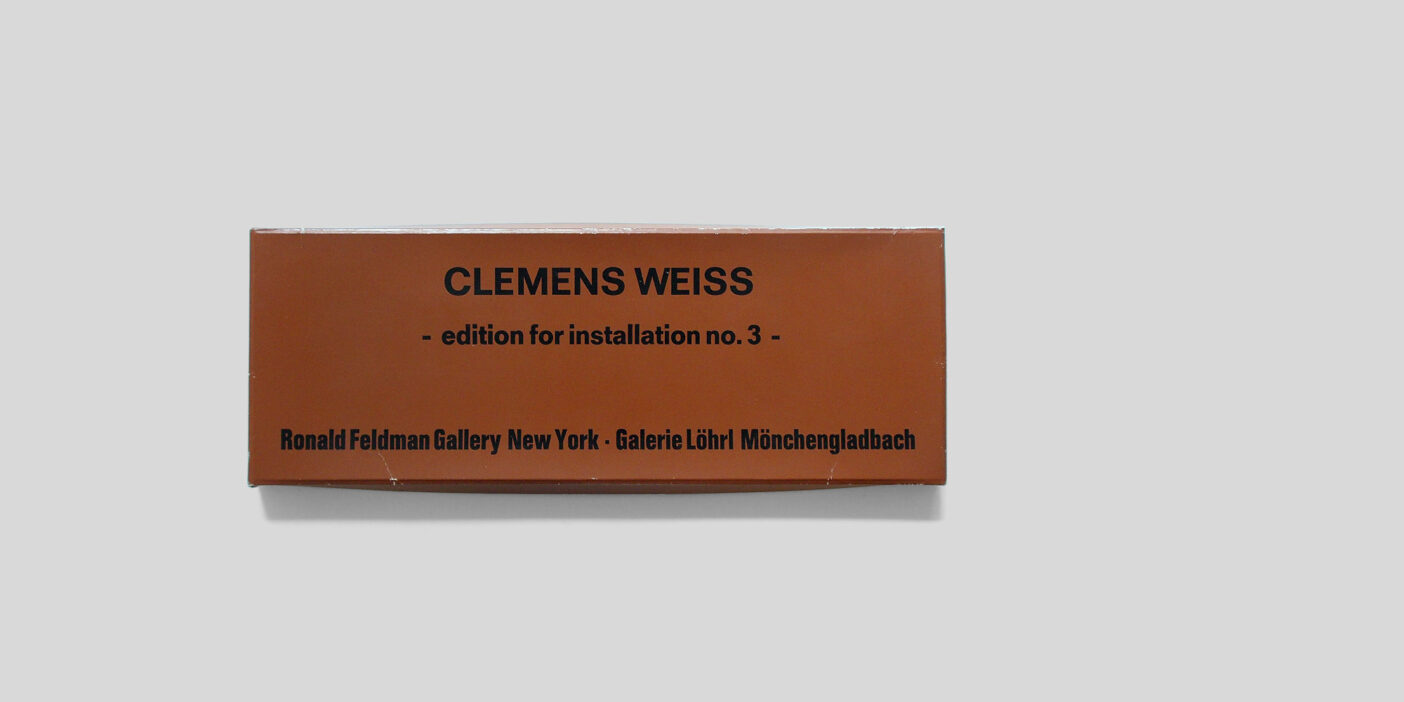 CLEMENS WEISS
- edition for installation no. 3 -
Ronald Feldman Gallery New York · Galerie Löhrl Mönchengladbach